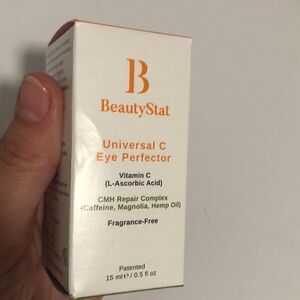 B
BeautyStat
Universal C
Eye Perfector
Vitamin C
(L-Ascorbic Acid)
CMH Repair Complex
(Caffeine, Magnolia, Hemp Oil)
Fragrance-Free
Patented
15 ml ℮ / 0.5 fl oz